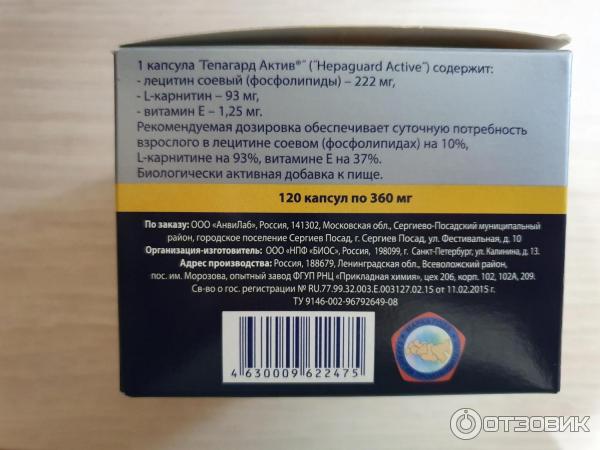 1 капсула "Гепагард Актив®" ("Hepaguard Active") содержит:
- лецитин соевый (фосфолипиды) – 222 мг,
- L-карнитин – 93 мг,
- витамин Е – 1,25 мг.
Рекомендуемая дозировка обеспечивает суточную потребность
взрослого в лецитине соевом (фосфолипидах) на 10%,
L-карнитине на 93%, витамине Е на 37%.
Биологически активная добавка к пище.
120 капсул по 360 мг
По заказу: ООО «АнвиЛаб», Россия, 141302, Московская обл., Сергиево-Посадский муниципальный
район, городское поселение Сергиев Посад, г. Сергиев Посад, ул. Фестивальная, д. 10
Организация-изготовитель: ООО «НПФ «БИОС», Россия, 198099, г. Санкт-Петербург, ул. Калинина, д. 13.
Адрес производства: Россия, 188679, Ленинградская обл., Всеволожский район,
пос. им. Морозова, опытный завод ФГУП РНЦ «Прикладная химия», цех 206, корп. 102, 102А, 209.
Св-во о гос. регистрации № RU.77.99.32.003.Е.003127.02.15 от 11.02.2015 г.
ТУ 9146-002-96792649-08
4 630009 622475
ОТЗОВИК